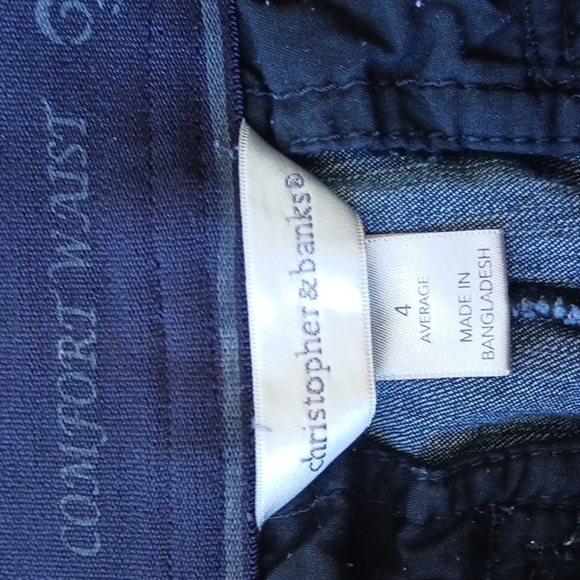 COMFORT WAIST
christopher&banks®
4
AVERAGE
MADE IN
BANGLADESH